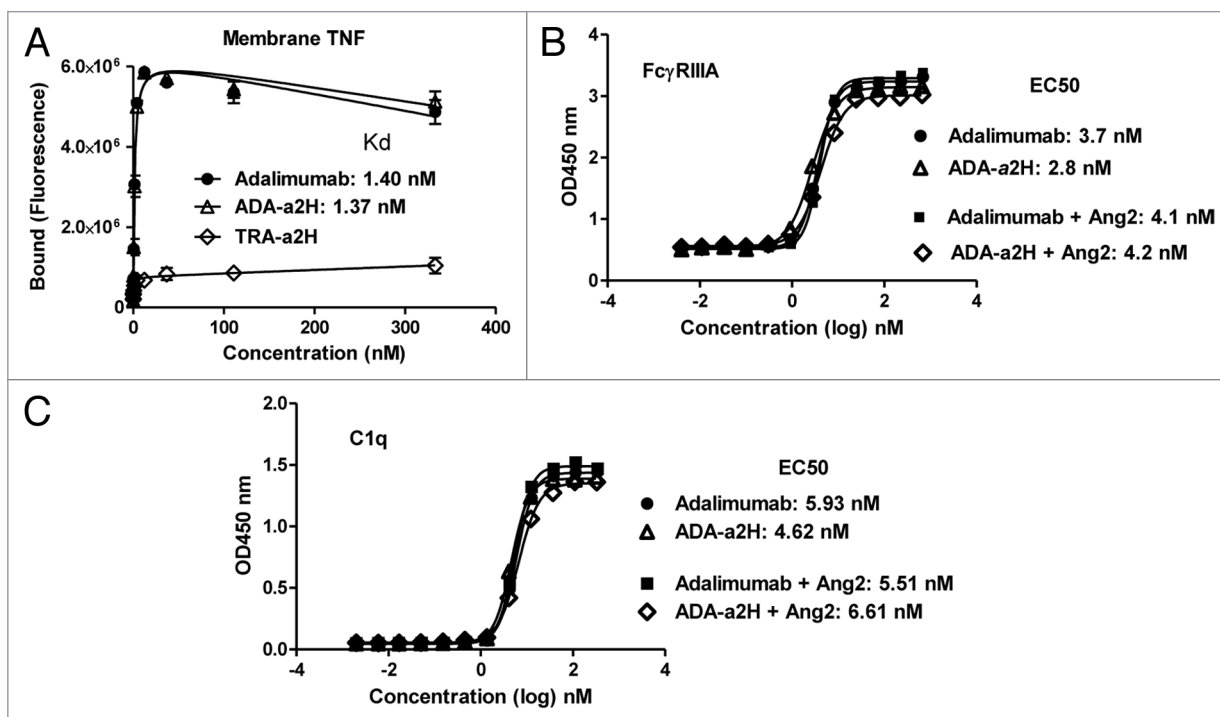 A
Membrane TNF
Bound (Fluorescence)
6.0×10⁶
4.0×10⁶
2.0×10⁶
0
Kd
Adalimumab: 1.40 nM
ADA-a2H: 1.37 nM
TRA-a2H
0 100 200 300 400
Concentration (nM)
B
FcγRIIIA
OD450 nm
4
3
2
1
0
EC50
Adalimumab: 3.7 nM
ADA-a2H: 2.8 nM
Adalimumab + Ang2: 4.1 nM
ADA-a2H + Ang2: 4.2 nM
-4 -2 0 2 4
Concentration (log) nM
C
C1q
OD450 nm
2.0
1.5
1.0
0.5
0.0
EC50
Adalimumab: 5.93 nM
ADA-a2H: 4.62 nM
Adalimumab + Ang2: 5.51 nM
ADA-a2H + Ang2: 6.61 nM
-4 -2 0 2 4
Concentration (log) nM